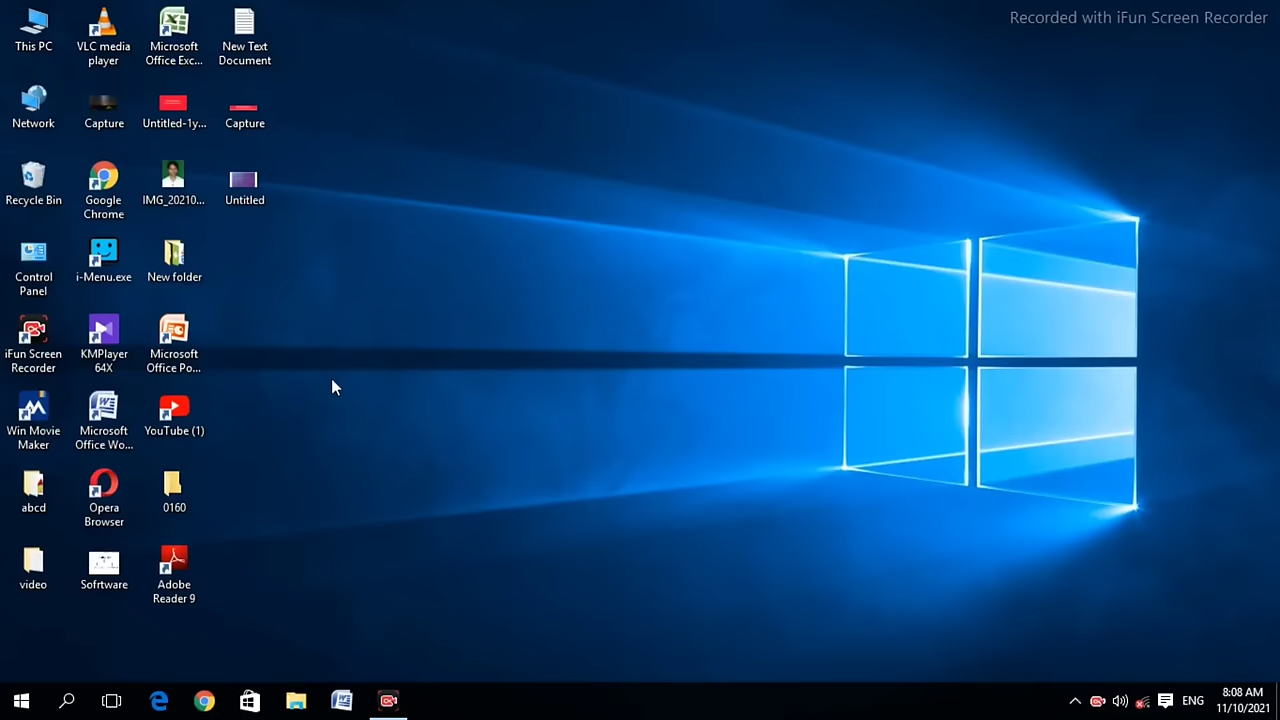 Recorded with iFun Screen Recorder
This PC
VLC media
player
Microsoft
Office Exc...
New Text
Document
Network
Capture
Untitled-1y...
Capture
Recycle Bin
Google
Chrome
IMG_20210...
Untitled
Control
Panel
i-Menu.exe
New folder
iFun Screen
Recorder
KMPlayer
64X
Microsoft
Office Po...
Win Movie
Maker
Microsoft
Office Wo...
YouTube (1)
abcd
Opera
Browser
0160
video
Sofrtware
Adobe
Reader 9
ENG
8:08 AM
11/10/2021